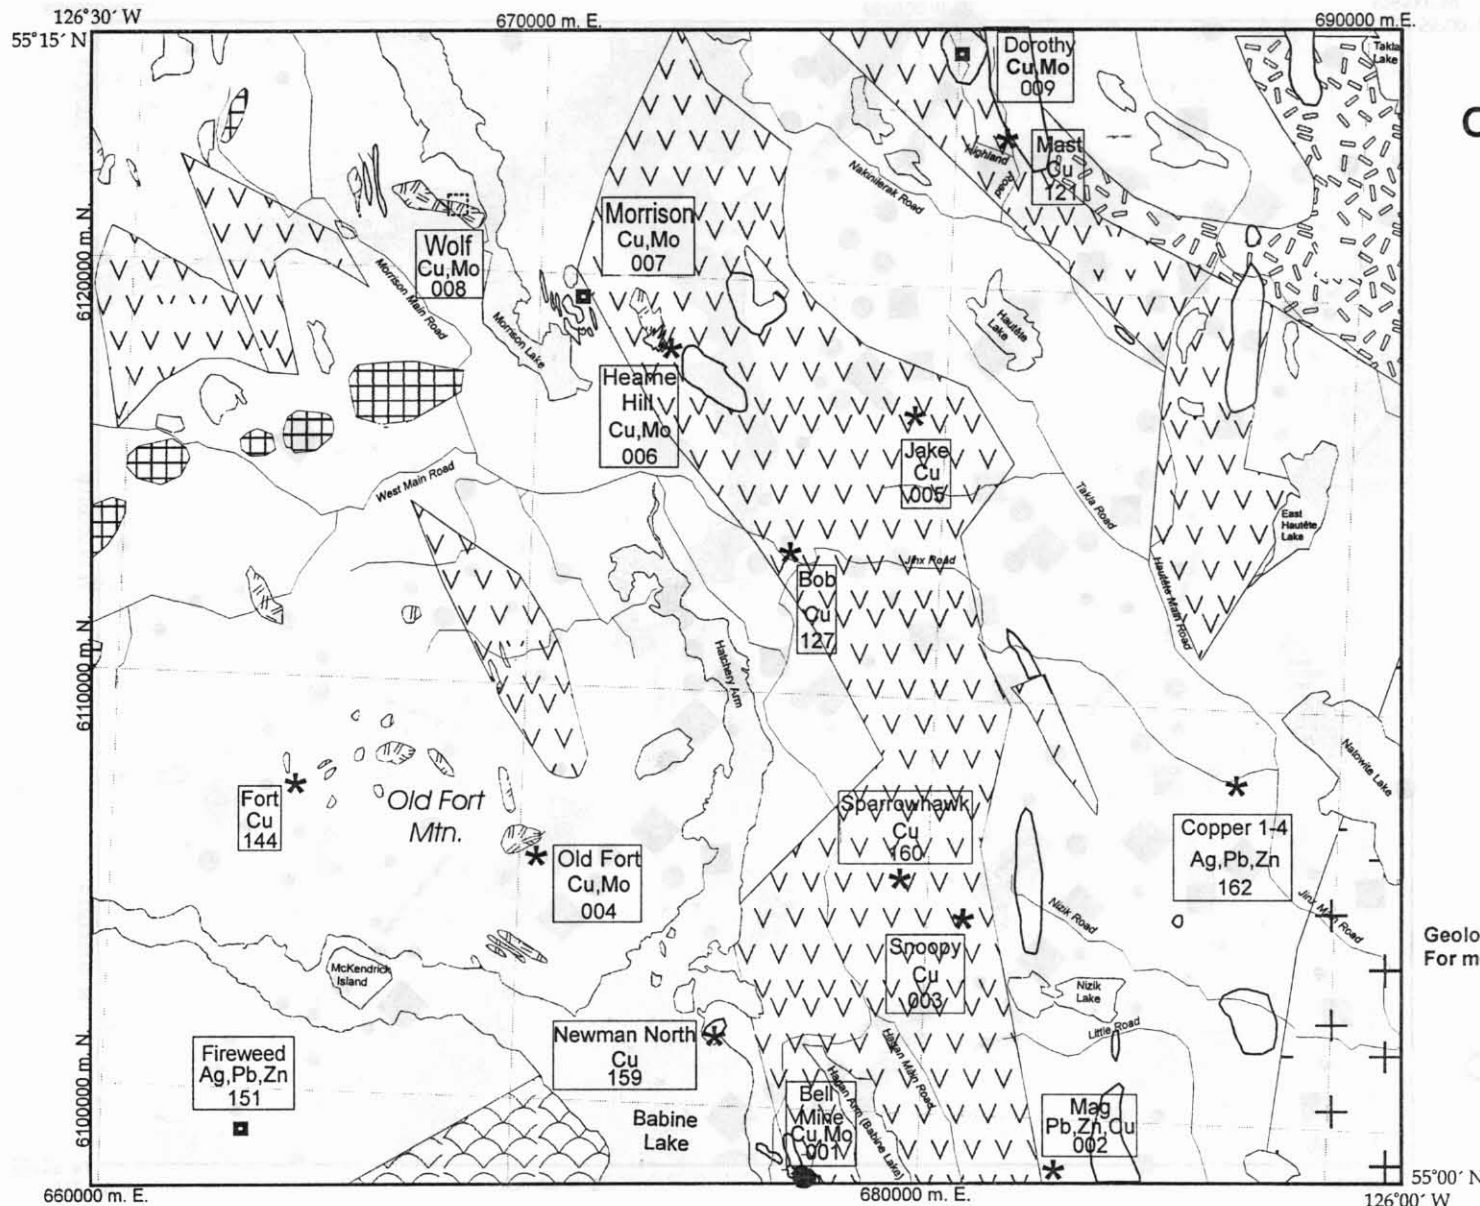 126°30′ W
670000 m. E.
690000 m. E.
55°15′ N
Takla
Lake
Dorothy
Cu,Mo
009
C
Highland
Road
Mast
Cu
121
Nakinilerak Road
6120000 m. N.
Wolf
Cu,Mo
008
Morrison
Cu,Mo
007
Morrison Main Road
Morrison Lake
Hautête
Lake
Hearne
Hill
Cu,Mo
006
Jake
Cu
005
West Main Road
Takla Road
East
Hautête
Lake
Jinx Road
Bob
Cu
127
Hautête Main Road
6110000 m. N.
Hatchery Arm
Natowite Lake
Fort
Cu
144
Old Fort
Mtn.
Sparrowhawk
Cu
160
Copper 1-4
Ag,Pb,Zn
162
Old Fort
Cu,Mo
004
Jinx Main Road
Nizik Road
Geolo
For m
McKendrick
Island
Snoopy
Cu
003
Nizik
Lake
Little Road
Newman North
Cu
159
Fireweed
Ag,Pb,Zn
151
Hagan Main Road
Hagan Arm (Babine Lake)
6100000 m. N.
Babine
Lake
Bell
Mine
Cu,Mo
001
Mag
Pb,Zn,Cu
002
660000 m. E.
680000 m. E.
55°00′ N
126°00′ W